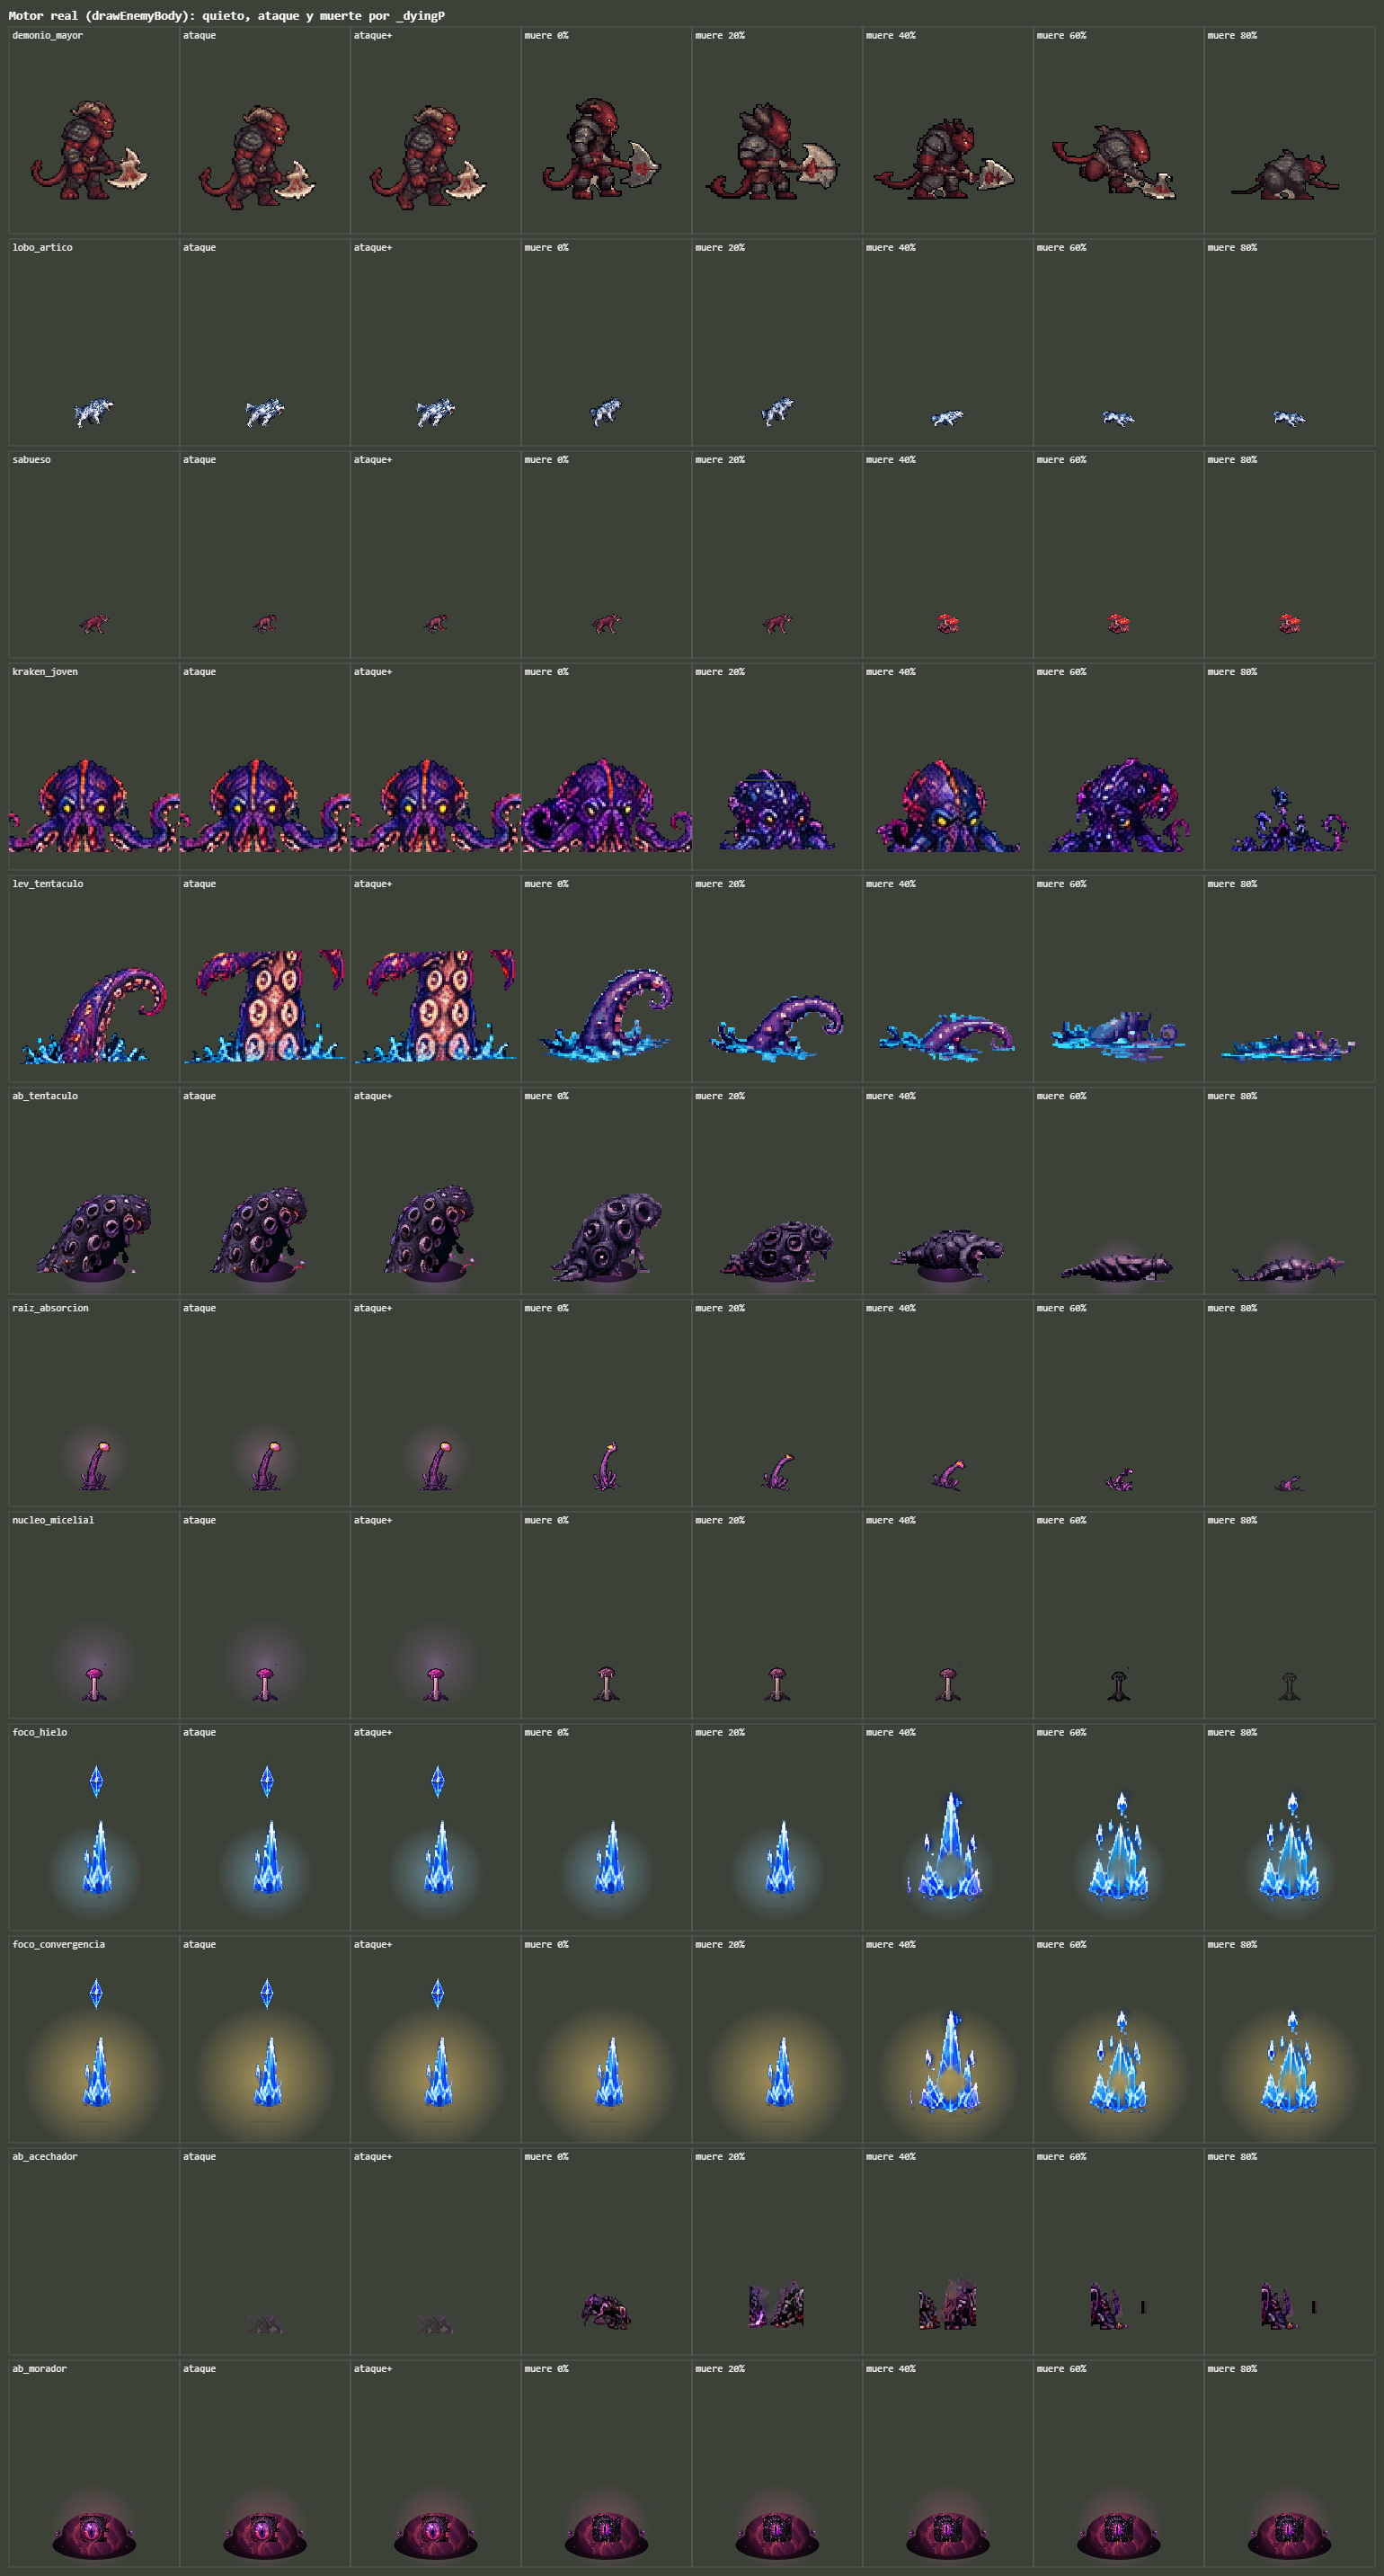 Motor real (drawEnemyBody): quieto, ataque y muerte por _dyingP
demonio_mayor ataque ataque+ muere 0% muere 20% muere 40% muere 60% muere 80%
lobo_artico ataque ataque+ muere 0% muere 20% muere 40% muere 60% muere 80%
sabueso ataque ataque+ muere 0% muere 20% muere 40% muere 60% muere 80%
kraken_joven ataque ataque+ muere 0% muere 20% muere 40% muere 60% muere 80%
lev_tentaculo ataque ataque+ muere 0% muere 20% muere 40% muere 60% muere 80%
ab_tentaculo ataque ataque+ muere 0% muere 20% muere 40% muere 60% muere 80%
raiz_absorcion ataque ataque+ muere 0% muere 20% muere 40% muere 60% muere 80%
nucleo_micelial ataque ataque+ muere 0% muere 20% muere 40% muere 60% muere 80%
foco_hielo ataque ataque+ muere 0% muere 20% muere 40% muere 60% muere 80%
foco_convergencia ataque ataque+ muere 0% muere 20% muere 40% muere 60% muere 80%
ab_acechador ataque ataque+ muere 0% muere 20% muere 40% muere 60% muere 80%
ab_morador ataque ataque+ muere 0% muere 20% muere 40% muere 60% muere 80%